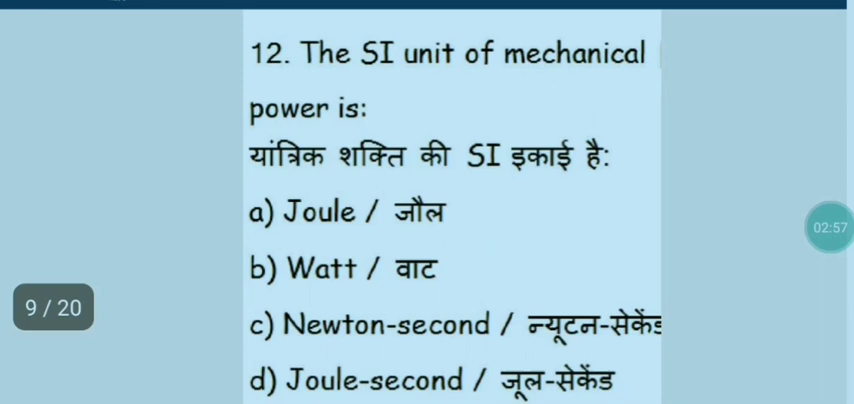 12. The SI unit of mechanical
power is:
यांत्रिक शक्ति की SI इकाई है:
a) Joule / जौल
b) Watt / वाट
c) Newton-second / न्यूटन-सेकेंड
d) Joule-second / जूल-सेकेंड
9 / 20
02:57